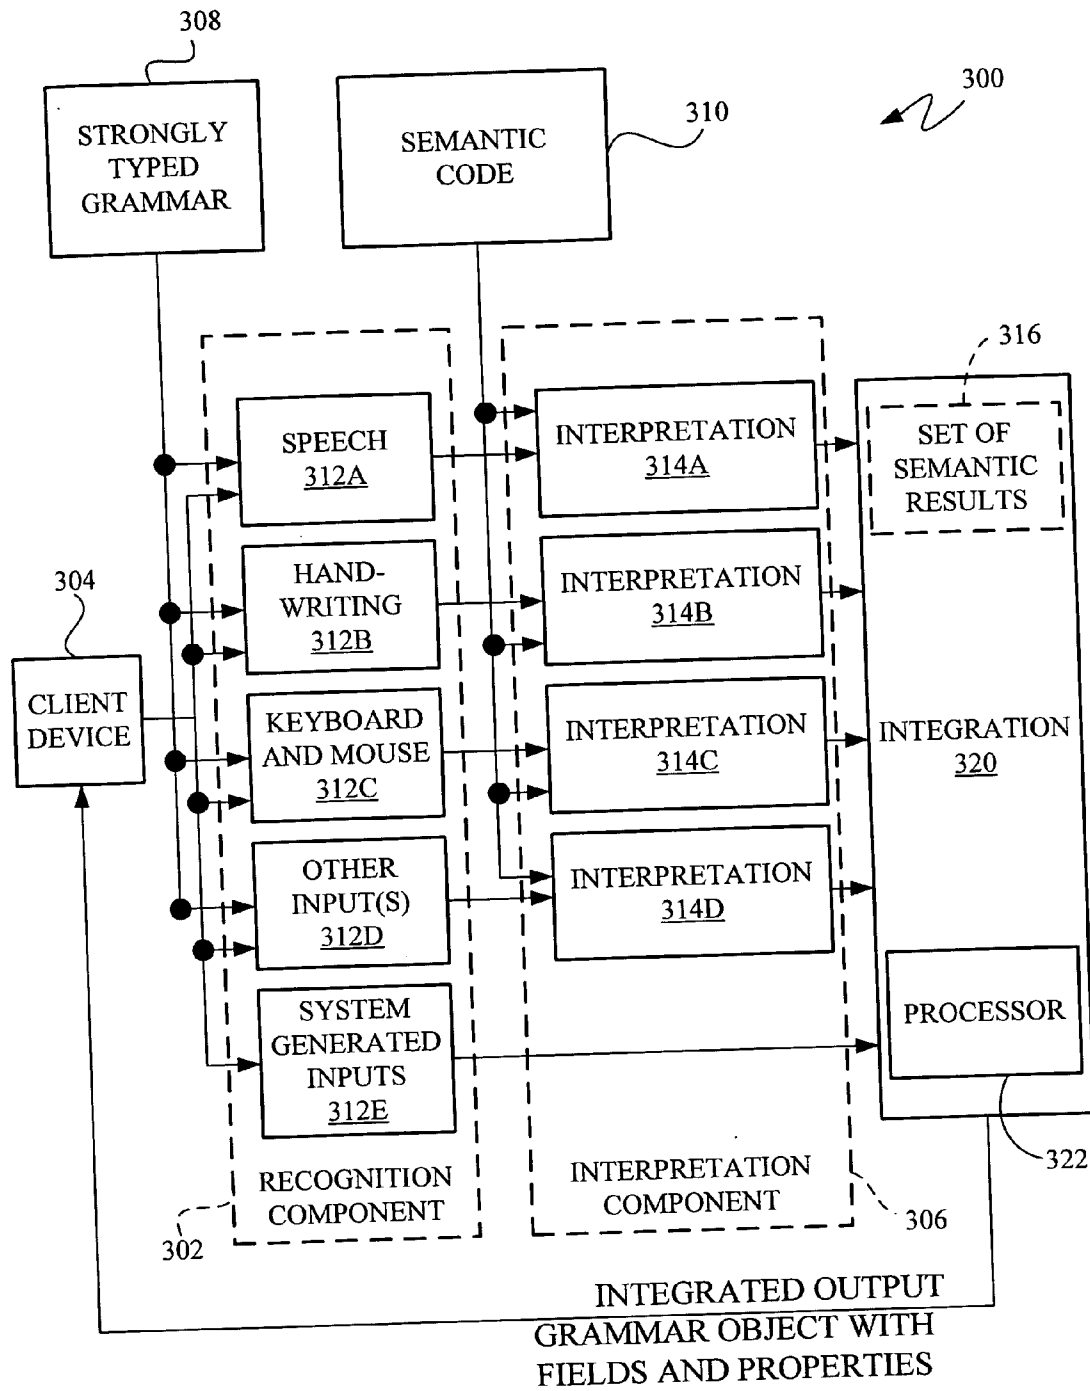 308
STRONGLY
TYPED
GRAMMAR
SEMANTIC
CODE
310
300
316
SPEECH
312A
INTERPRETATION
314A
SET OF
SEMANTIC
RESULTS
304
HAND-
WRITING
312B
INTERPRETATION
314B
CLIENT
DEVICE
KEYBOARD
AND MOUSE
312C
INTERPRETATION
314C
INTEGRATION
320
OTHER
INPUT(S)
312D
INTERPRETATION
314D
SYSTEM
GENERATED
INPUTS
312E
PROCESSOR
322
RECOGNITION
COMPONENT
302
INTERPRETATION
COMPONENT
306
INTEGRATED OUTPUT
GRAMMAR OBJECT WITH
FIELDS AND PROPERTIES